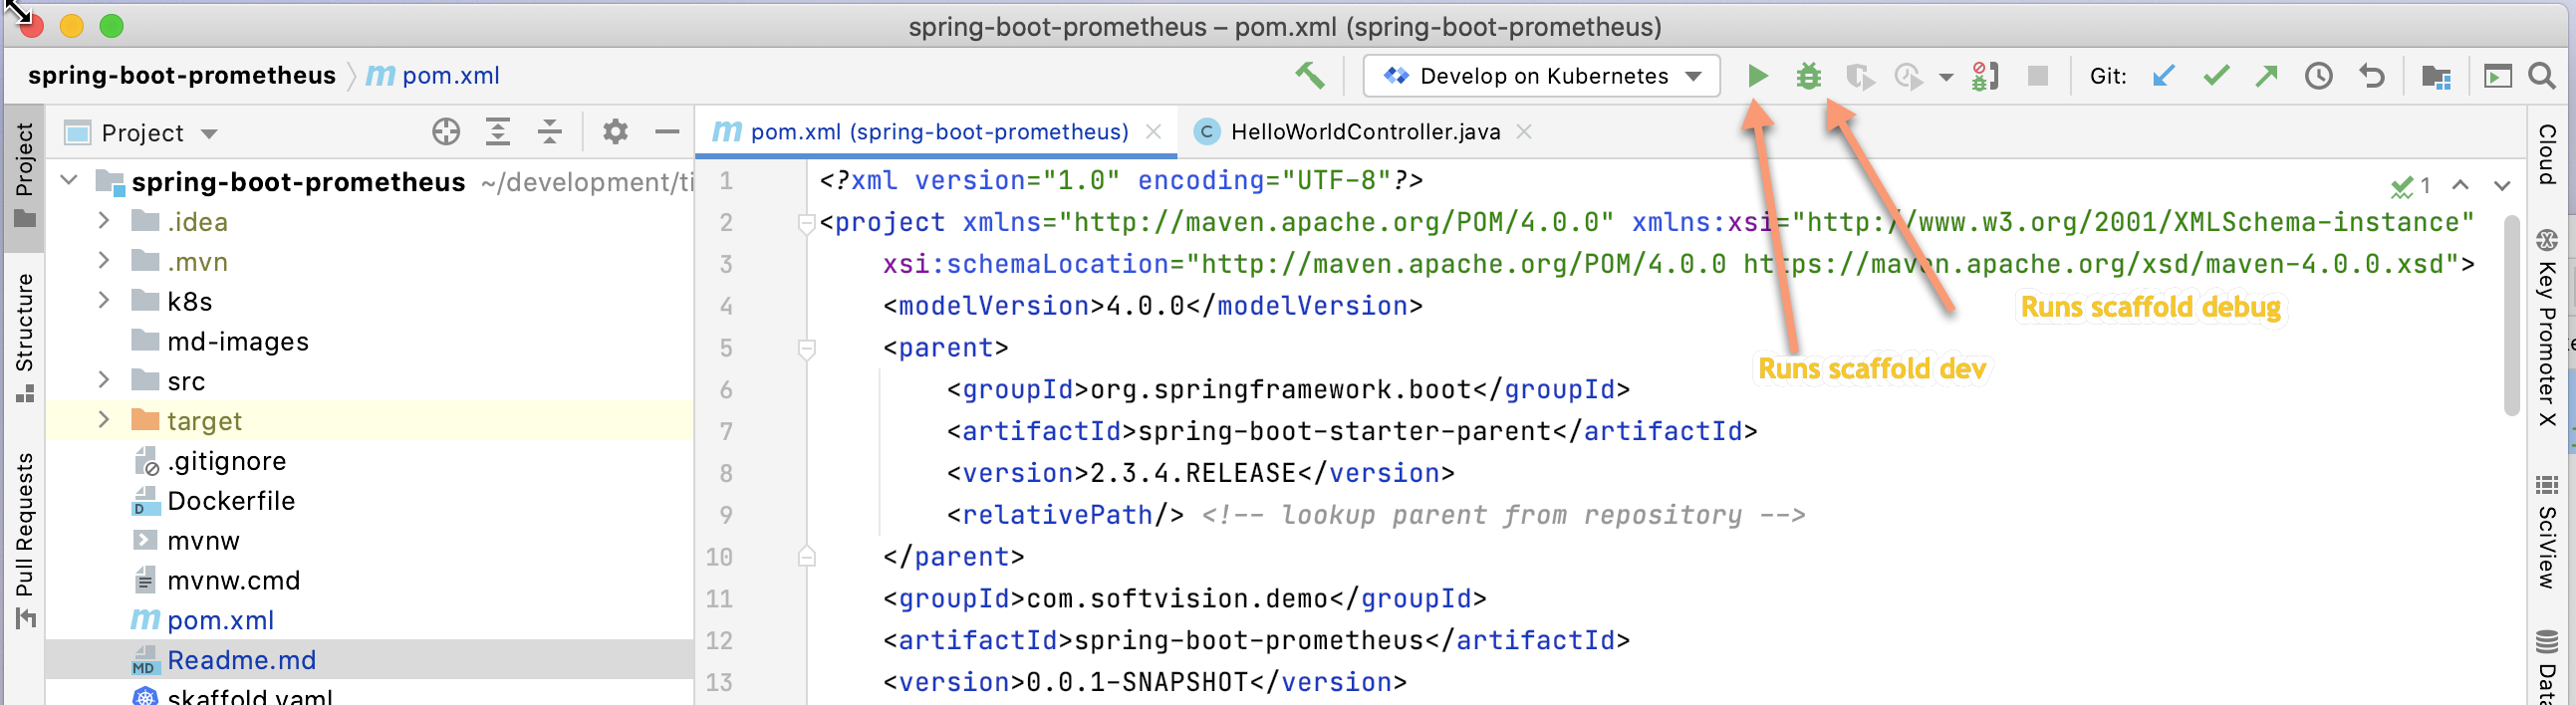 spring-boot-prometheus – pom.xml (spring-boot-prometheus)
spring-boot-prometheus m pom.xml
Develop on Kubernetes
Git:
Project
pom.xml (spring-boot-prometheus)
HelloWorldController.java
Project
Structure
Pull Requests
spring-boot-prometheus ~/development/ti
.idea
.mvn
k8s
md-images
src
target
.gitignore
Dockerfile
mvnw
mvnw.cmd
pom.xml
Readme.md
skaffold.yaml
1 <?xml version="1.0" encoding="UTF-8"?>
2 <project xmlns="http://maven.apache.org/POM/4.0.0" xmlns:xsi="http://www.w3.org/2001/XMLSchema-instance"
3 xsi:schemaLocation="http://maven.apache.org/POM/4.0.0 https://maven.apache.org/xsd/maven-4.0.0.xsd">
4 <modelVersion>4.0.0</modelVersion>
5 <parent>
6 <groupId>org.springframework.boot</groupId>
7 <artifactId>spring-boot-starter-parent</artifactId>
8 <version>2.3.4.RELEASE</version>
9 <relativePath/> <!-- lookup parent from repository -->
10 </parent>
11 <groupId>com.softvision.demo</groupId>
12 <artifactId>spring-boot-prometheus</artifactId>
13 <version>0.0.1-SNAPSHOT</version>
1
Runs scaffold debug
Runs scaffold dev
Cloud
Key Promoter X
SciView
Data